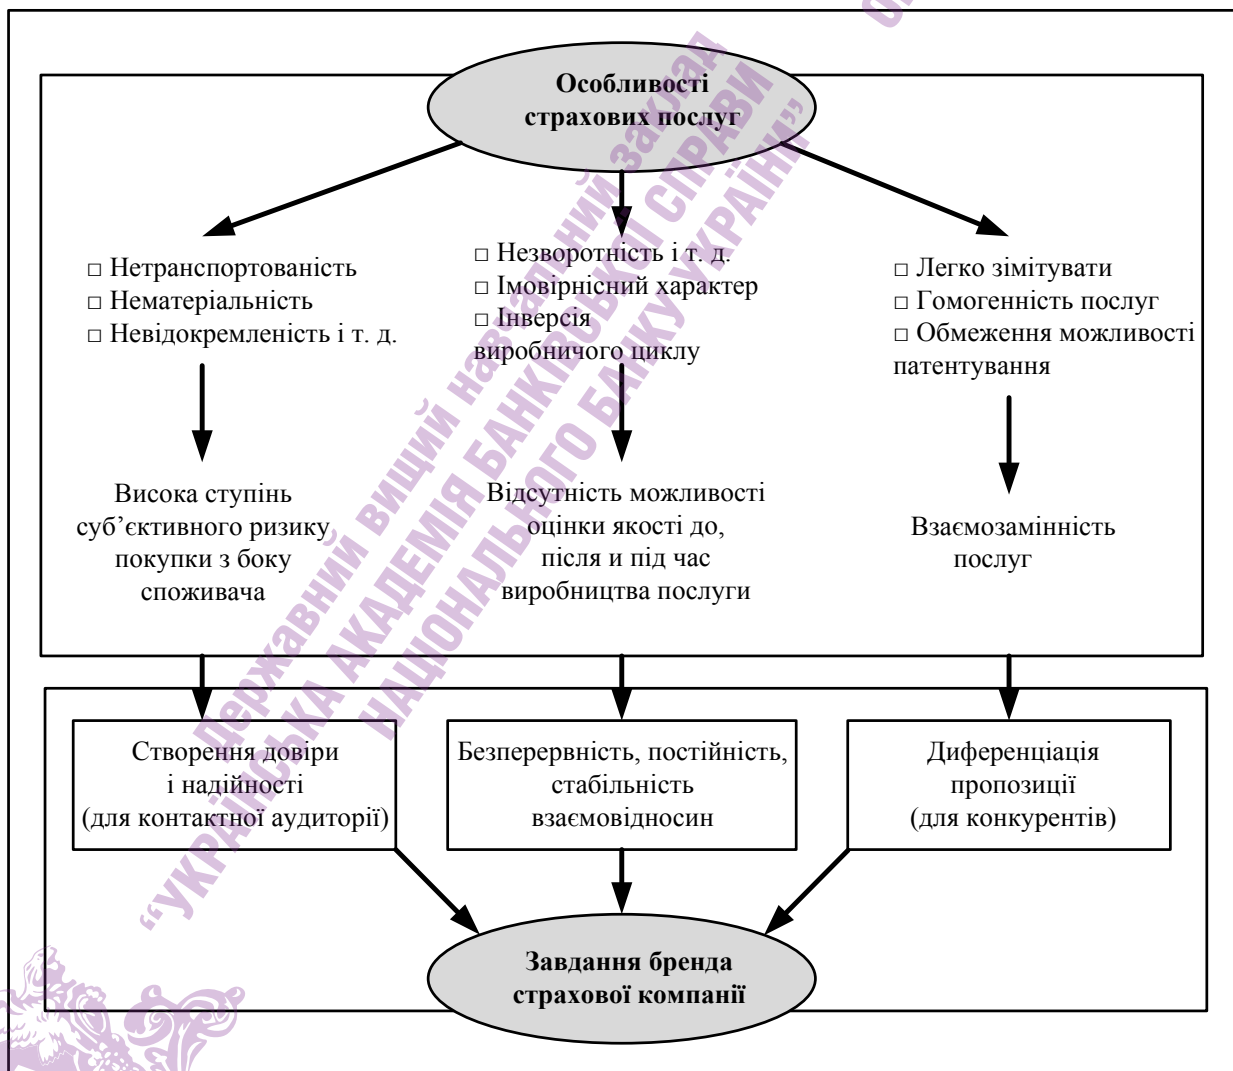 Особливості
страхових послуг
□ Нетранспортованість
□ Нематеріальність
□ Невідокремленість і т. д.
□ Незворотність і т. д.
□ Імовірнісний характер
□ Інверсія
виробничого циклу
□ Легко зімітувати
□ Гомогенність послуг
□ Обмеження можливості
патентування
Висока ступінь
суб’єктивного ризику
покупки з боку
споживача
Відсутність можливості
оцінки якості до,
після и під час
виробництва послуги
Взаємозамінність
послуг
Створення довіри
і надійності
(для контактної аудиторії)
Безперервність, постійність,
стабільність
взаємовідносин
Диференціація
пропозиції
(для конкурентів)
Завдання бренда
страхової компанії
Державний вищий навчальний заклад
“УКРАЇНСЬКА АКАДЕМІЯ БАНКІВСЬКОЇ СПРАВИ
НАЦІОНАЛЬНОГО БАНКУ УКРАЇНИ”